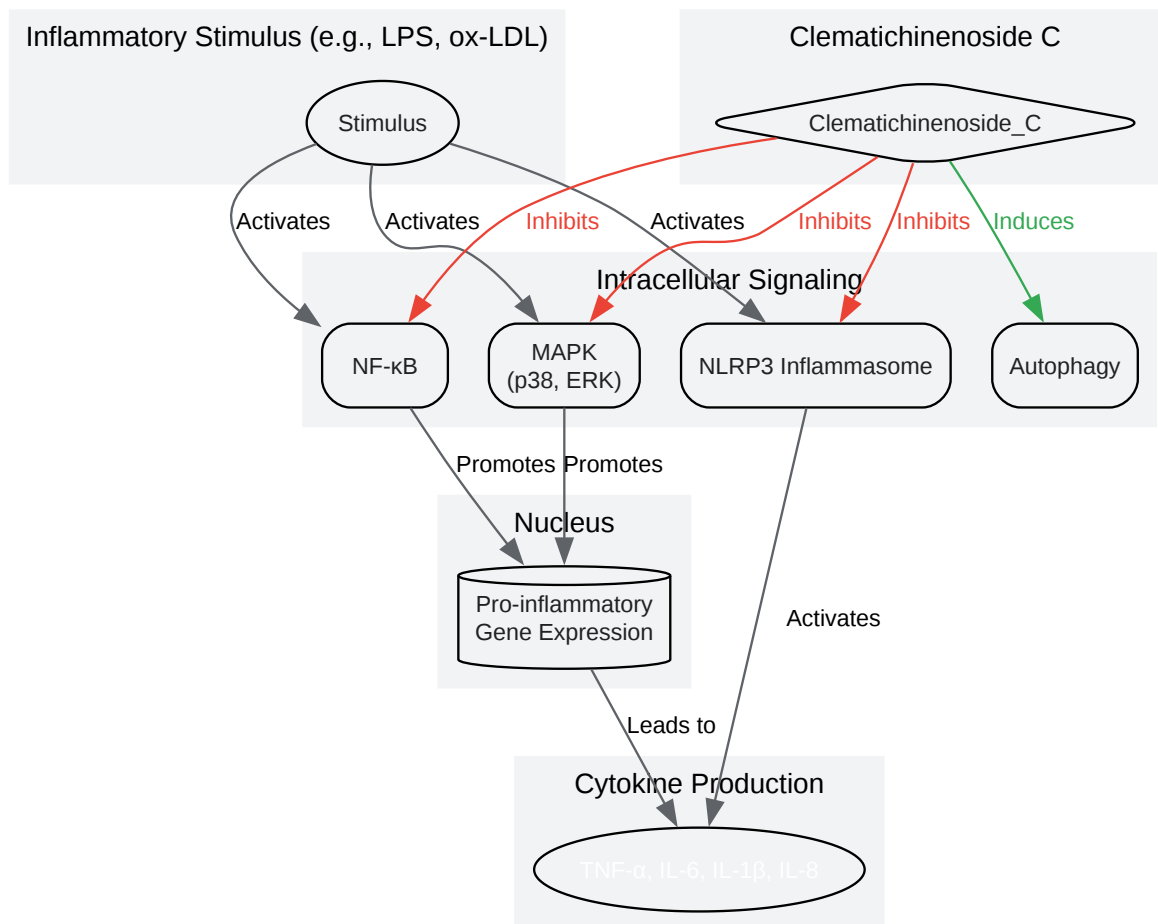 Inflammatory Stimulus (e.g., LPS, ox-LDL)
Clematichinenoside C
Stimulus
Clematichinenoside_C
Activates
Activates
Inhibits
Activates
Inhibits
Inhibits
Induces
Intracellular Signaling
NF-κB
MAPK
(p38, ERK)
NLRP3 Inflammasome
Autophagy
Promotes
Promotes
Nucleus
Pro-inflammatory
Gene Expression
Activates
Leads to
Cytokine Production
TNF-α, IL-6, IL-1β, IL-8